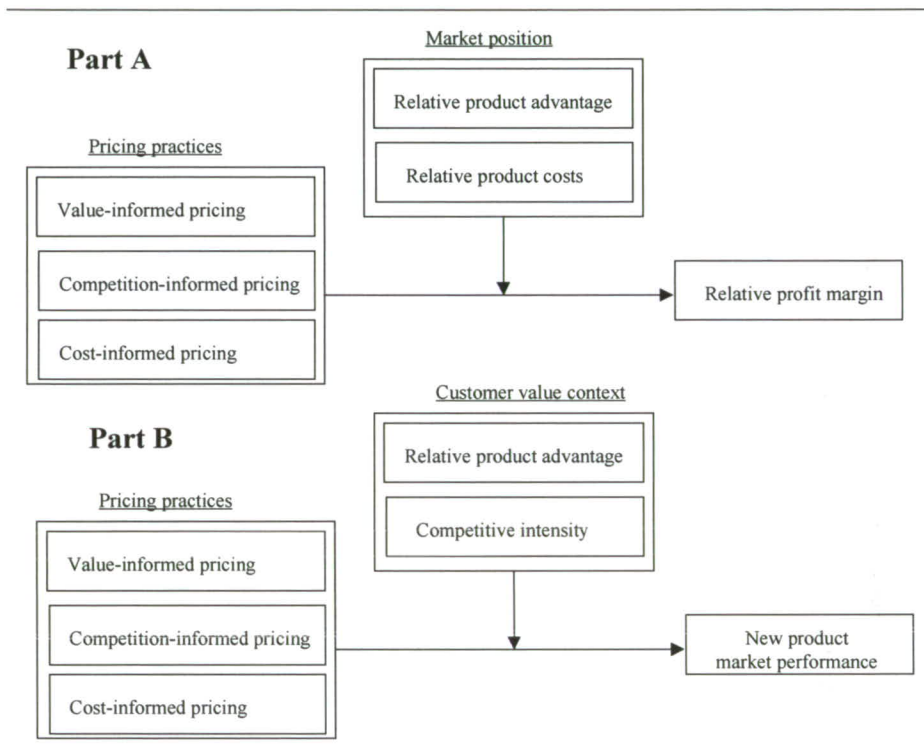 Part A
Market position
Relative product advantage
Relative product costs
Pricing practices
Value-informed pricing
Competition-informed pricing
Cost-informed pricing
Relative profit margin
Part B
Customer value context
Relative product advantage
Competitive intensity
Pricing practices
Value-informed pricing
Competition-informed pricing
Cost-informed pricing
New product
market performance